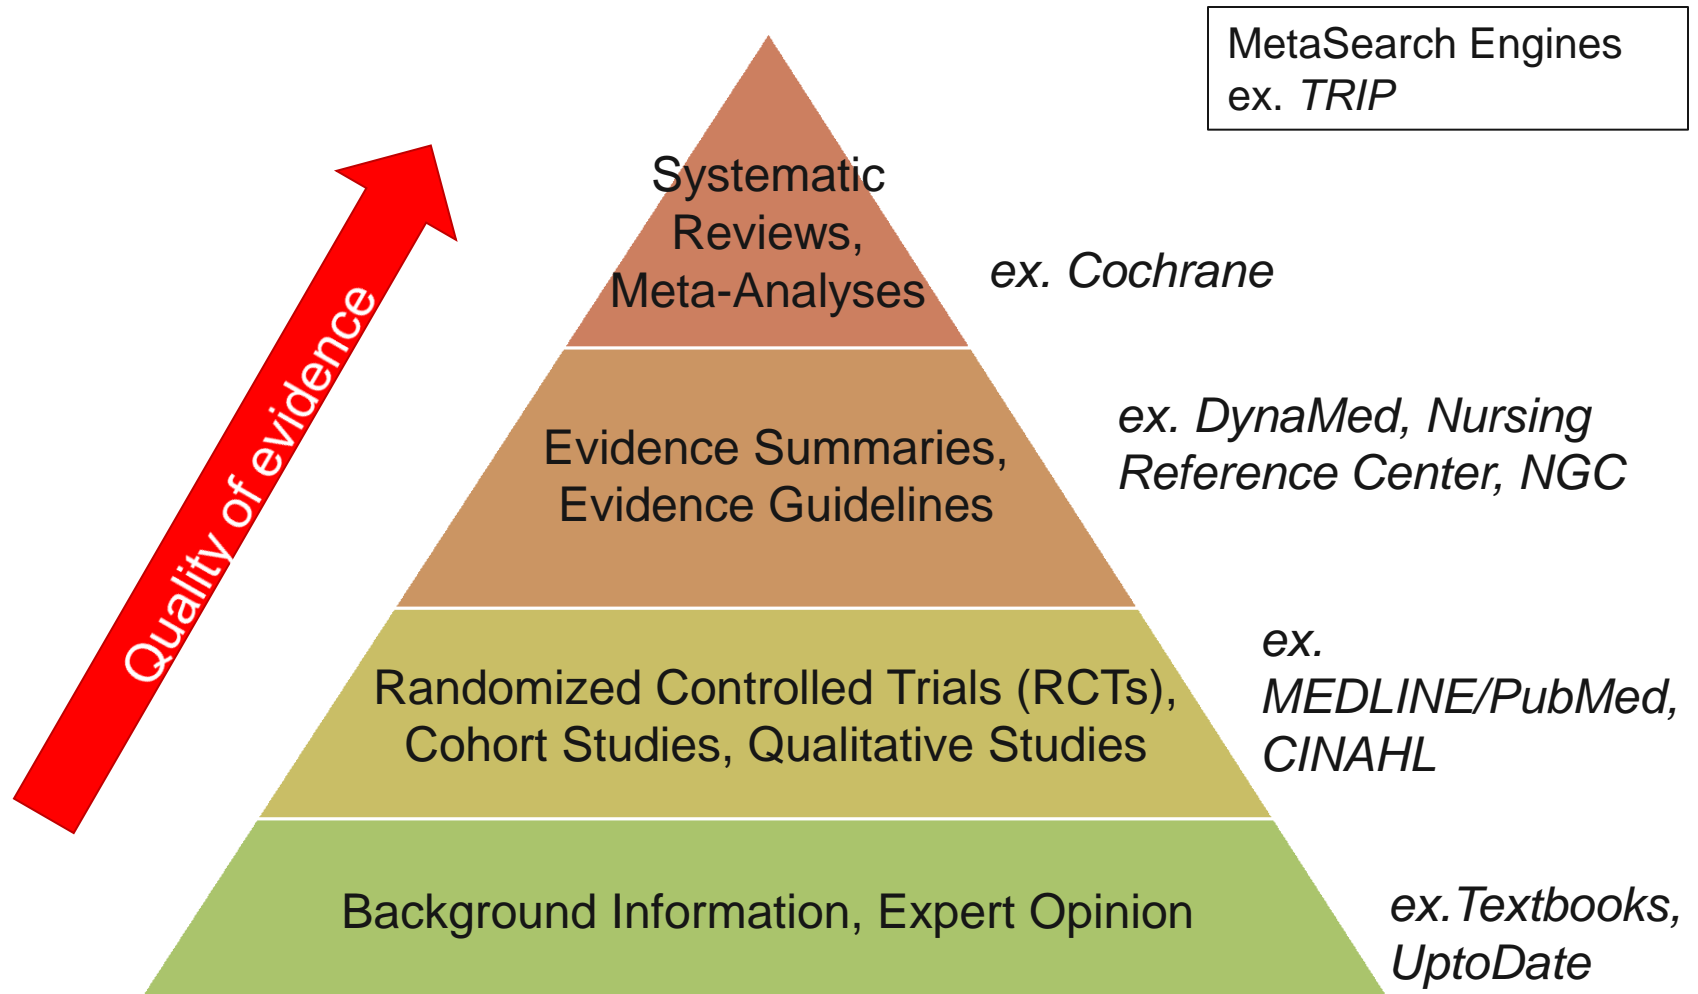 MetaSearch Engines
ex. TRIP
Systematic
Reviews,
Meta-Analyses
ex. Cochrane
Quality of evidence
Evidence Summaries,
Evidence Guidelines
ex. DynaMed, Nursing
Reference Center, NGC
Randomized Controlled Trials (RCTs),
Cohort Studies, Qualitative Studies
ex.
MEDLINE/PubMed,
CINAHL
Background Information, Expert Opinion
ex.Textbooks,
UptoDate